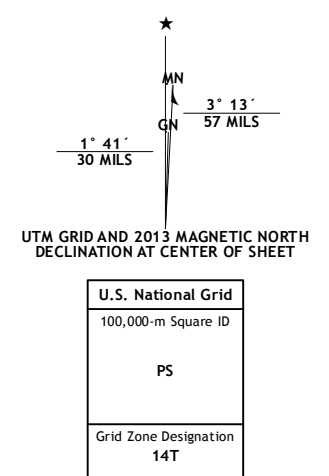 MN
3° 13´
57 MILS
GN
1° 41´
30 MILS
UTM GRID AND 2013 MAGNETIC NORTH
DECLINATION AT CENTER OF SHEET
U.S. National Grid
100,000-m Square ID
PS
Grid Zone Designation
14T